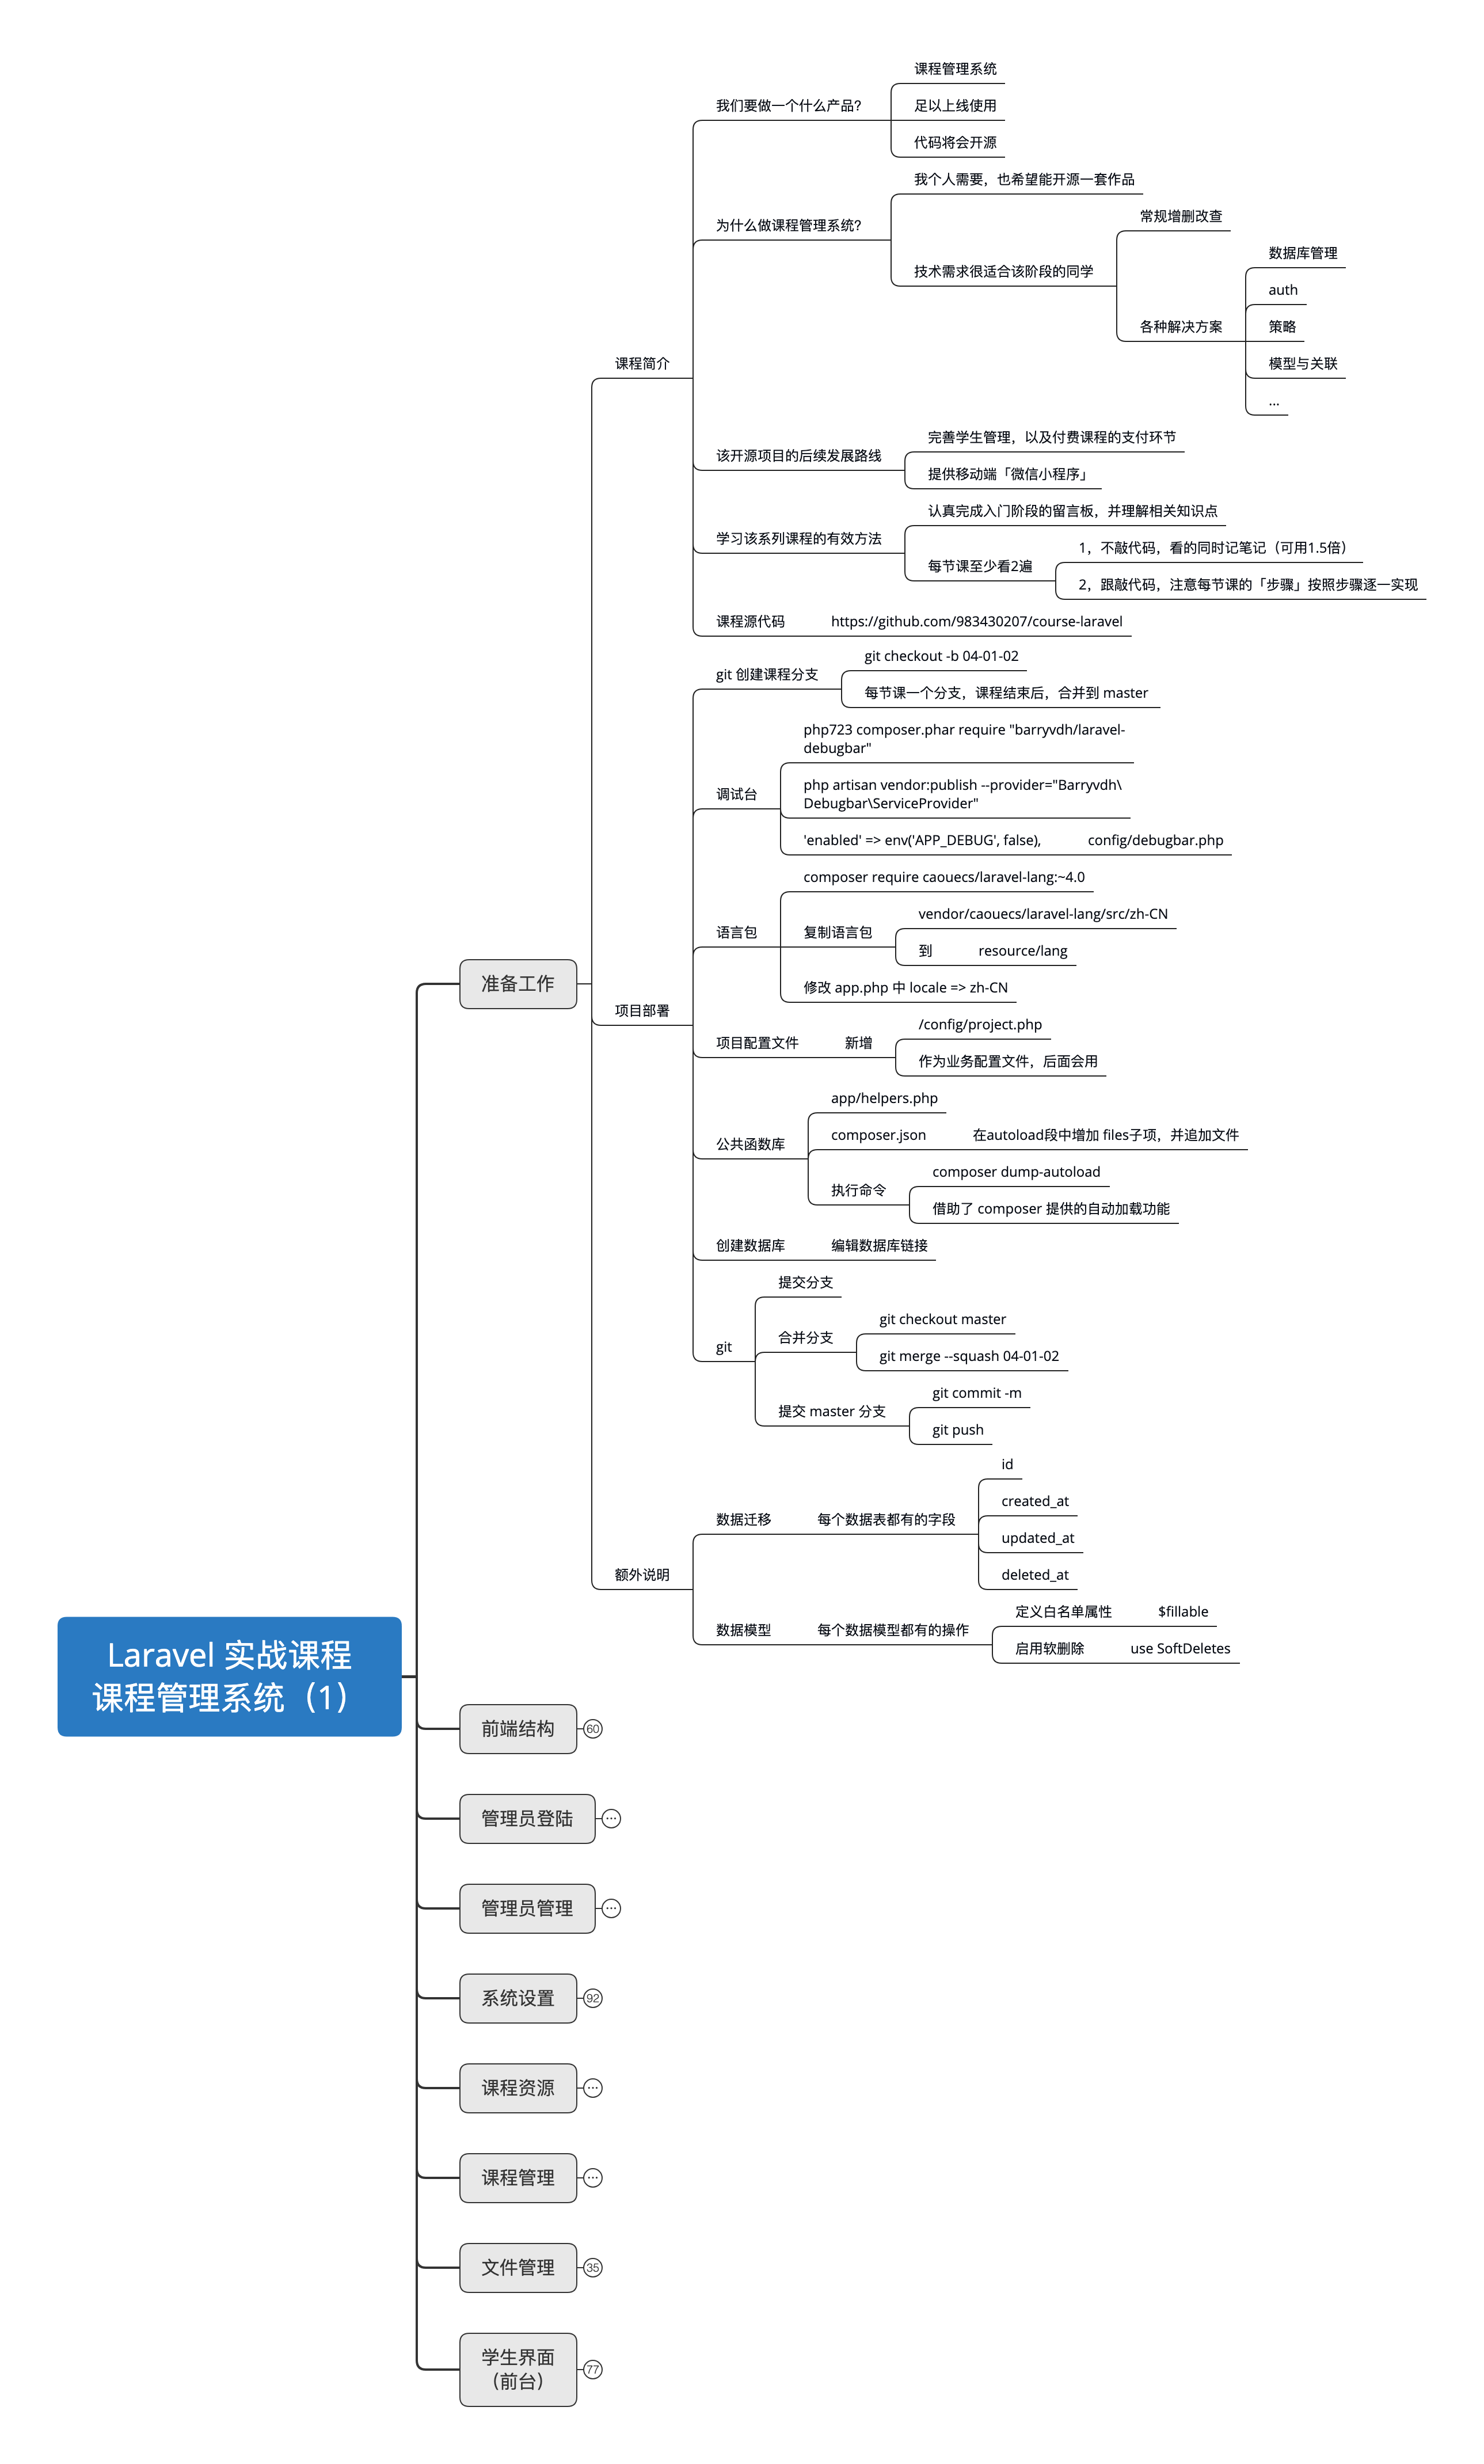 课程管理系统
我们要做一个什么产品?
足以上线使用
代码将会开源
我个人需要，也希望能开源一套作品
为什么做课程管理系统?
常规增删改查
技术需求很适合该阶段的同学
数据库管理
auth
各种解决方案
策略
模型与关联
...
课程简介
完善学生管理，以及付费课程的支付环节
该开源项目的后续发展路线
提供移动端「微信小程序」
认真完成入门阶段的留言板，并理解相关知识点
学习该系列课程的有效方法
1，不敲代码，看的同时记笔记（可用1.5倍）
每节课至少看2遍
2，跟敲代码，注意每节课的「步骤」按照步骤逐一实现
课程源代码 https://github.com/983430207/course-laravel
git checkout -b 04-01-02
git 创建课程分支
每节课一个分支，课程结束后，合并到 master
php723 composer.phar require "barryvdh/laravel-
debugbar"
调试台
php artisan vendor:publish --provider="Barryvdh\
Debugbar\ServiceProvider"
'enabled' => env('APP_DEBUG', false), config/debugbar.php
composer require caouecs/laravel-lang:~4.0
语言包
复制语言包
vendor/caouecs/laravel-lang/src/zh-CN
到 resource/lang
修改 app.php 中 locale => zh-CN
准备工作
项目部署
/config/project.php
项目配置文件 新增
作为业务配置文件，后面会用
app/helpers.php
公共函数库
composer.json 在autoload段中增加 files子项，并追加文件
composer dump-autoload
执行命令
借助了 composer 提供的自动加载功能
创建数据库 编辑数据库链接
提交分支
git
合并分支
git checkout master
git merge --squash 04-01-02
提交 master 分支
git commit -m
git push
id
created_at
数据迁移 每个数据表都有的字段
updated_at
deleted_at
额外说明
定义白名单属性 $fillable
数据模型 每个数据模型都有的操作
启用软删除 use SoftDeletes
Laravel 实战课程
课程管理系统（1）
前端结构 60
管理员登陆 ...
管理员管理 ...
系统设置 92
课程资源 ...
课程管理 ...
文件管理 35
学生界面
（前台） 77